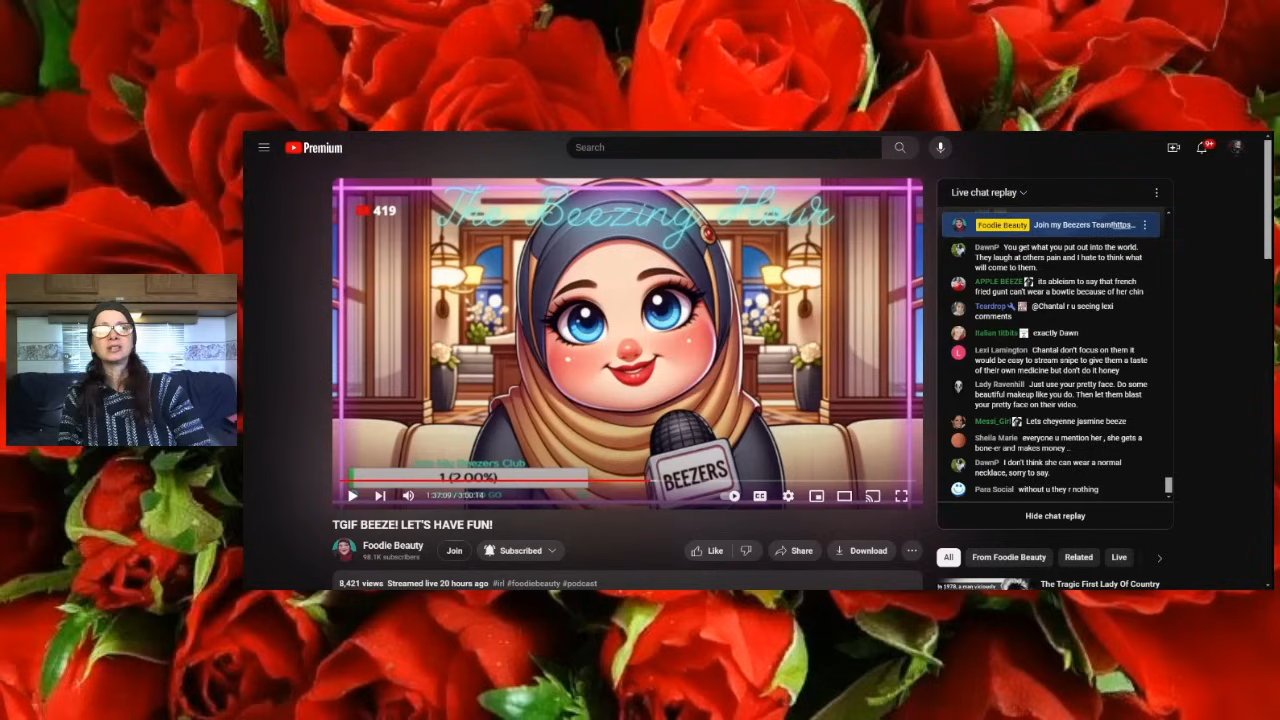 Premium
Search
9+
419
The Beezing Hour
BEEZERS
Join My Beezers Club
1 (2.00%)
1:37:09 / 3:00:14
TGIF BEEZE! LET'S HAVE FUN!
Foodie Beauty
98.1K subscribers
Join
Subscribed
Like
Share
Download
8,421 views Streamed live 20 hours ago #irl #foodiebeauty #podcast
Live chat replay
Foodie Beauty Join my Beezers Team!https...
DawnP You get what you put out into the world.
They laugh at others pain and I hate to think what
will come to them.
APPLE BEEZE its ableism to say that french
fried gunt can't wear a bowtie because of her chin
Teardrop @Chantal r u seeing lexi
comments
Italian titbits exactly Dawn
Lexi Lamington Chantal don't focus on them it
would be easy to stream snipe to give them a taste
of their own medicine but don't do it honey
Lady Ravenhill Just use your pretty face. Do some
beautiful makeup like you do. Then let them blast
your pretty face on their video.
Messi_Girl Lets cheyenne jasmine beeze
Sheila Marie everyone u mention her , she gets a
bone-er and makes money ..
DawnP I don't think she can wear a normal
necklace, sorry to say.
Para Social without u they r nothing
Hide chat replay
All
From Foodie Beauty
Related
Live
The Tragic First Lady Of Country